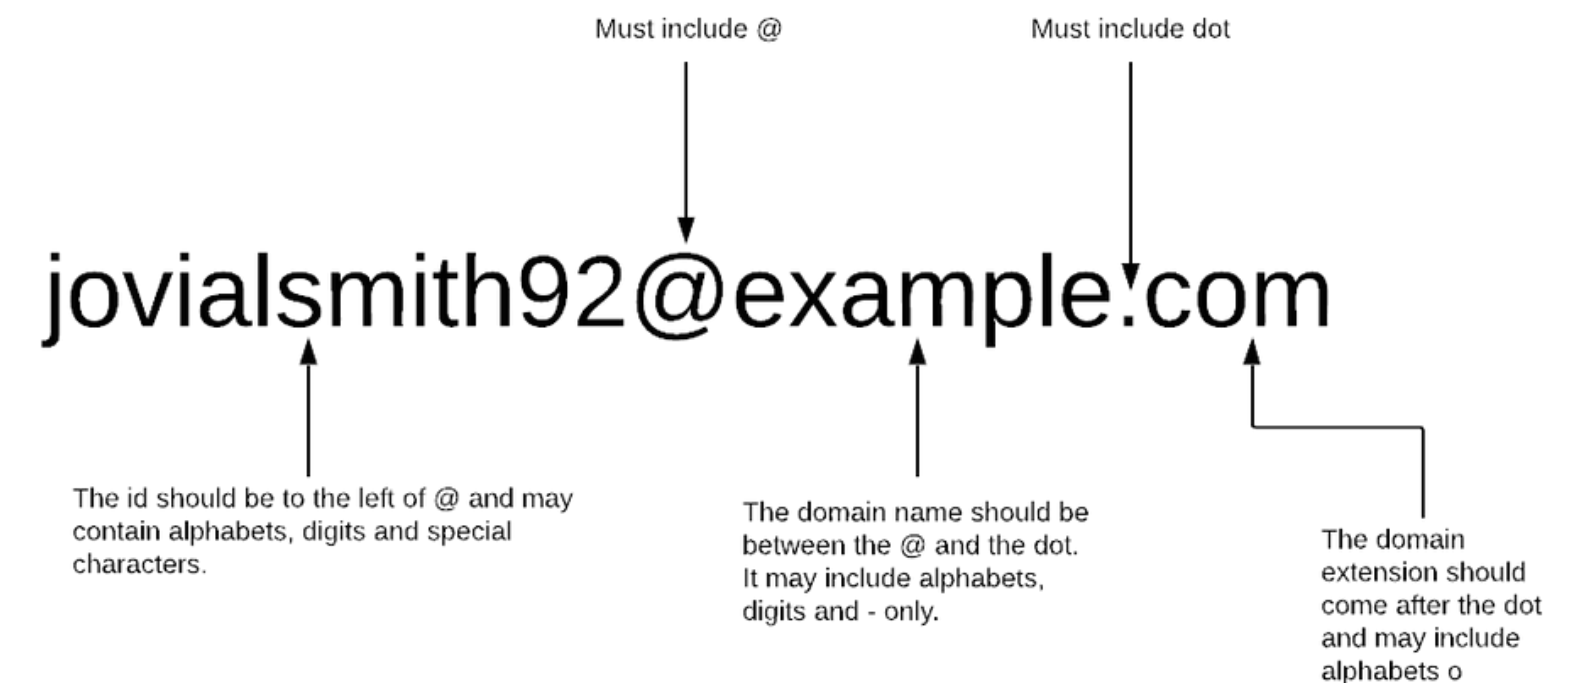 Must include @
Must include dot
jovialsmith92@example.com
The id should be to the left of @ and may
contain alphabets, digits and special
characters.
The domain name should be
between the @ and the dot.
It may include alphabets,
digits and - only.
The domain
extension should
come after the dot
and may include
alphabets o